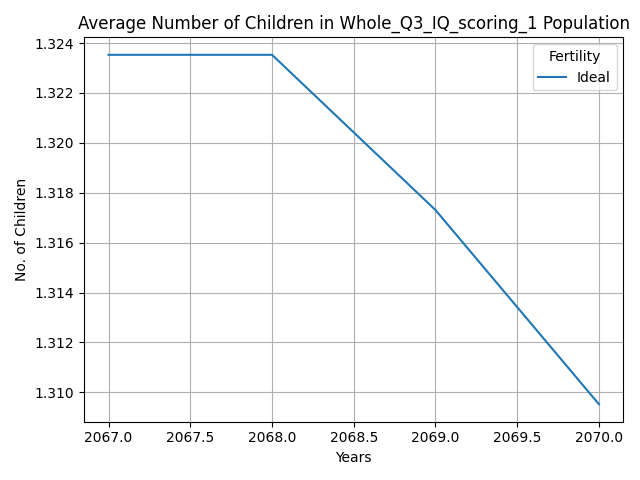 Average Number of Children in Whole_Q3_IQ_scoring_1 Population
1.324
1.322
1.320
1.318
1.316
1.314
1.312
1.310
No. of Children
Fertility
Ideal
2067.0 2067.5 2068.0 2068.5 2069.0 2069.5 2070.0
Years